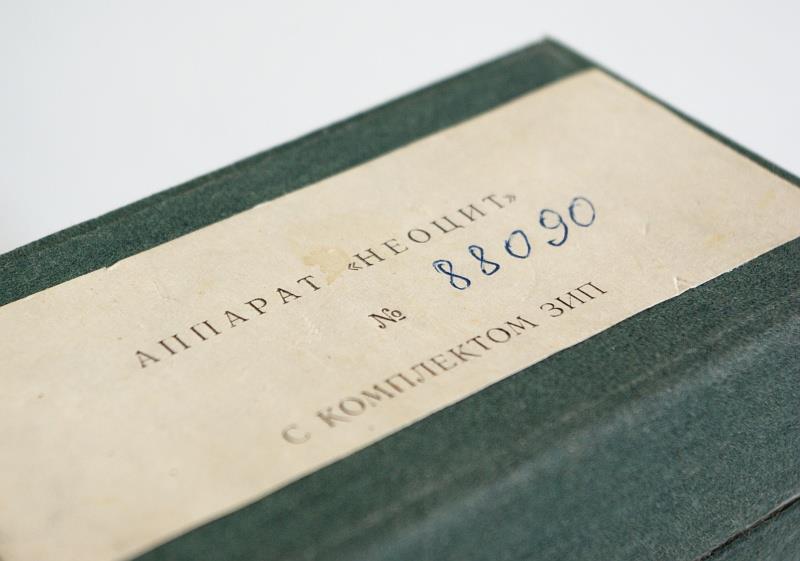 АППАРАТ «НЕОЦИТ»
№ 88090
С КОМПЛЕКТОМ ЗИП